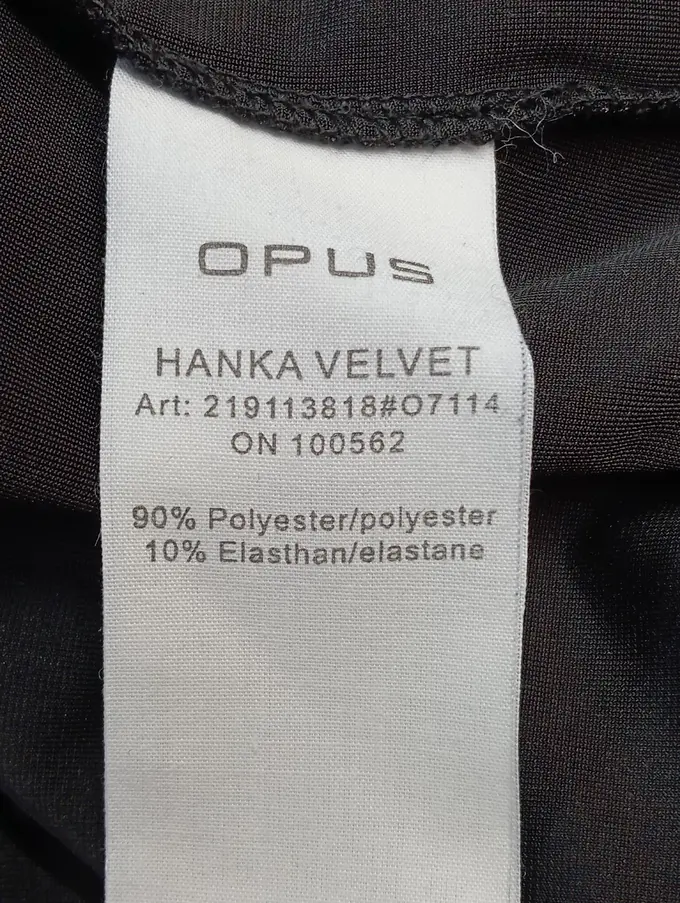 OPUS
HANKA VELVET
Art: 219113818#O7114
ON 100562
90% Polyester/polyester
10% Elasthan/elastane